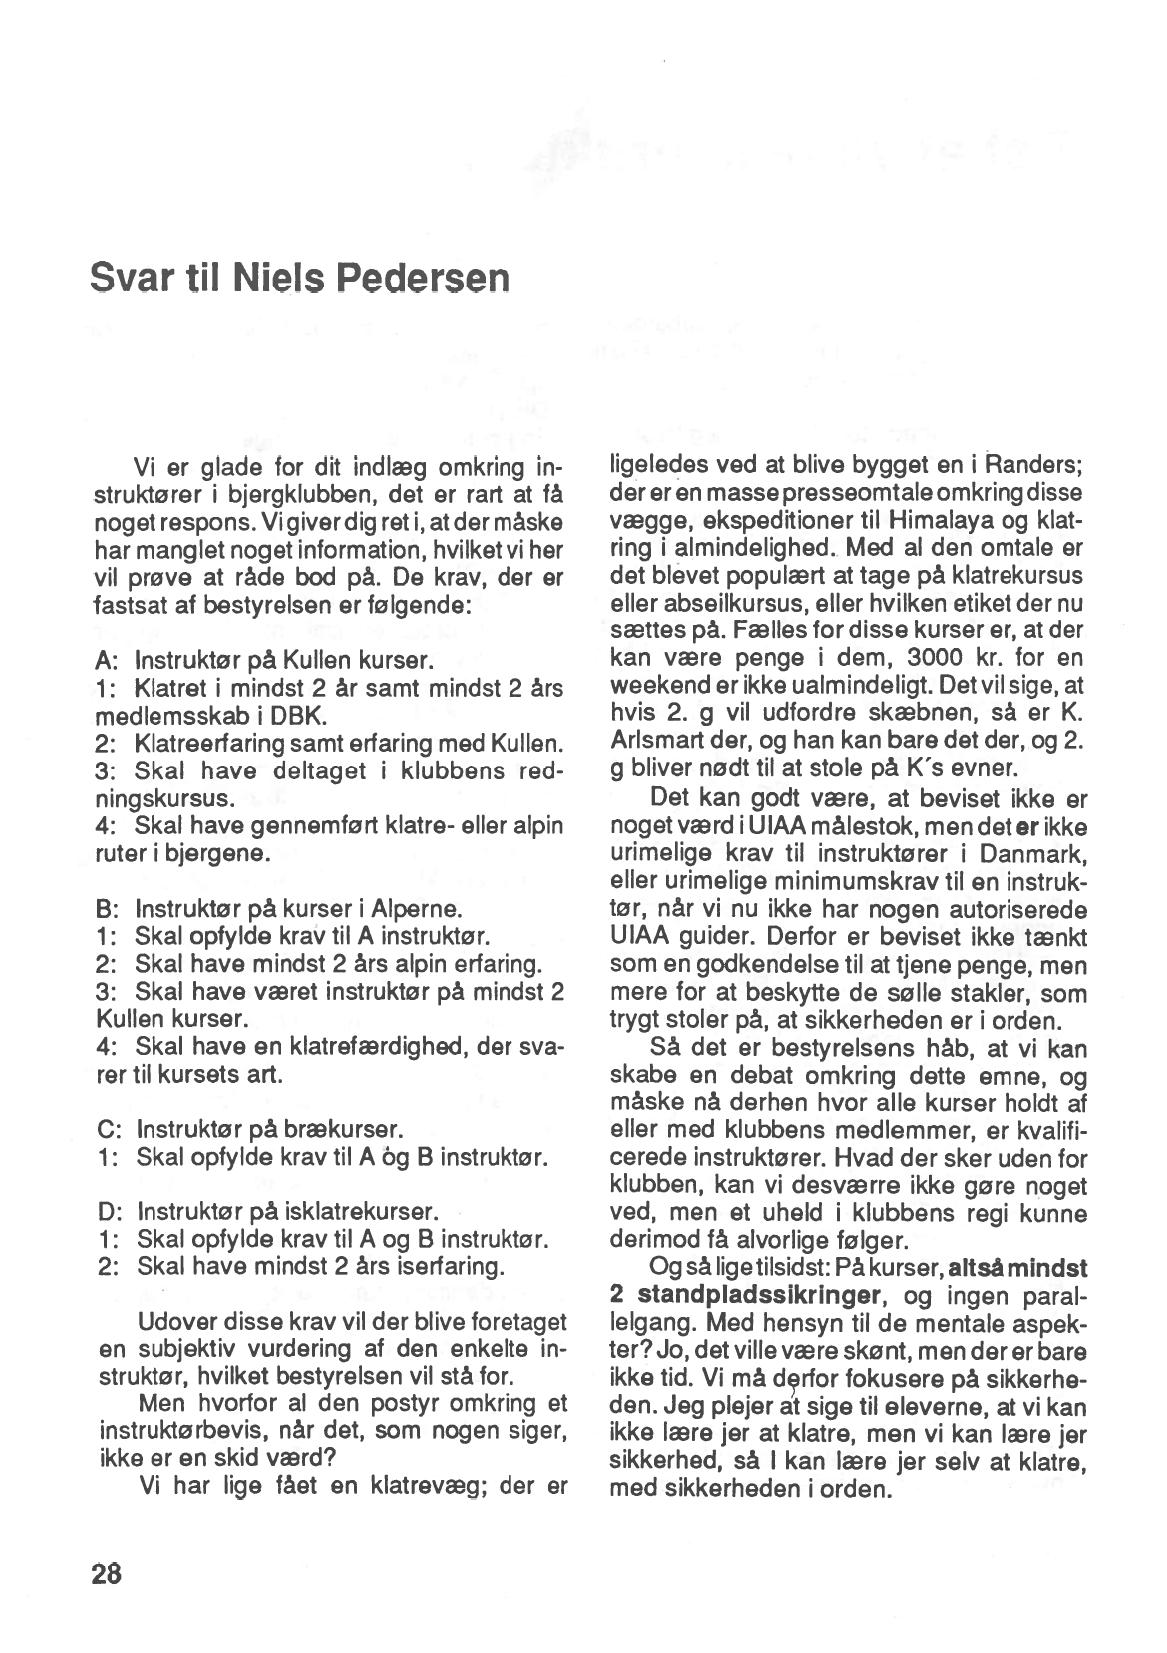 Svar til Niels Pedersen
Vi er glade for dit indlæg omkring in-
struktører i bjergklubben, det er rart at få
noget respons. Vi giver dig ret i, at der måske
har manglet noget information, hvilket vi her
vil prøve at råde bod på. De krav, der er
fastsat af bestyrelsen er følgende:
A: Instruktør på Kullen kurser.
1: Klatret i mindst 2 år samt mindst 2 års
medlemsskab i DBK.
2: Klatreerfaring samt erfaring med Kullen.
3: Skal have deltaget i klubbens red-
ningskursus.
4: Skal have gennemført klatre- eller alpin
ruter i bjergene.
B: Instruktør på kurser i Alperne.
1: Skal opfylde krav til A instruktør.
2: Skal have mindst 2 års alpin erfaring.
3: Skal have været instruktør på mindst 2
Kullen kurser.
4: Skal have en klatrefærdighed, der sva-
rer til kursets art.
C: Instruktør på brækurser.
1: Skal opfylde krav til A og B instruktør.
D: Instruktør på isklatrekurser.
1: Skal opfylde krav til A og B instruktør.
2: Skal have mindst 2 års iserfaring.
Udover disse krav vil der blive foretaget
en subjektiv vurdering af den enkelte in-
struktør, hvilket bestyrelsen vil stå for.
Men hvorfor al den postyr omkring et
instruktørbevis, når det, som nogen siger,
ikke er en skid værd?
Vi har lige fået en klatrevæg; der er
ligeledes ved at blive bygget en i Randers;
der er en masse presseomtale omkring disse
vægge, ekspeditioner til Himalaya og klat-
ring i almindelighed. Med al den omtale er
det blevet populært at tage på klatrekursus
eller abseilkursus, eller hvilken etiket der nu
sættes på. Fælles for disse kurser er, at der
kan være penge i dem, 3000 kr. for en
weekend er ikke ualmindeligt. Det vil sige, at
hvis 2. g vil udfordre skæbnen, så er K.
Arlsmart der, og han kan bare det der, og 2.
g bliver nødt til at stole på K´s evner.
Det kan godt være, at beviset ikke er
noget værd i UIAA målestok, men det er ikke
urimelige krav til instruktører i Danmark,
eller urimelige minimumskrav til en instruk-
tør, når vi nu ikke har nogen autoriserede
UIAA guider. Derfor er beviset ikke tænkt
som en godkendelse til at tjene penge, men
mere for at beskytte de sølle stakler, som
trygt stoler på, at sikkerheden er i orden.
Så det er bestyrelsens håb, at vi kan
skabe en debat omkring dette emne, og
måske nå derhen hvor alle kurser holdt af
eller med klubbens medlemmer, er kvalifi-
cerede instruktører. Hvad der sker uden for
klubben, kan vi desværre ikke gøre noget
ved, men et uheld i klubbens regi kunne
derimod få alvorlige følger.
Og så lige tilsidst: På kurser, altså mindst
2 standpladssikringer, og ingen paral-
lelgang. Med hensyn til de mentale aspek-
ter? Jo, det ville være skønt, men der er bare
ikke tid. Vi må derfor fokusere på sikkerhe-
den. Jeg plejer at sige til eleverne, at vi kan
ikke lære jer at klatre, men vi kan lære jer
sikkerhed, så I kan lære jer selv at klatre,
med sikkerheden i orden.
28